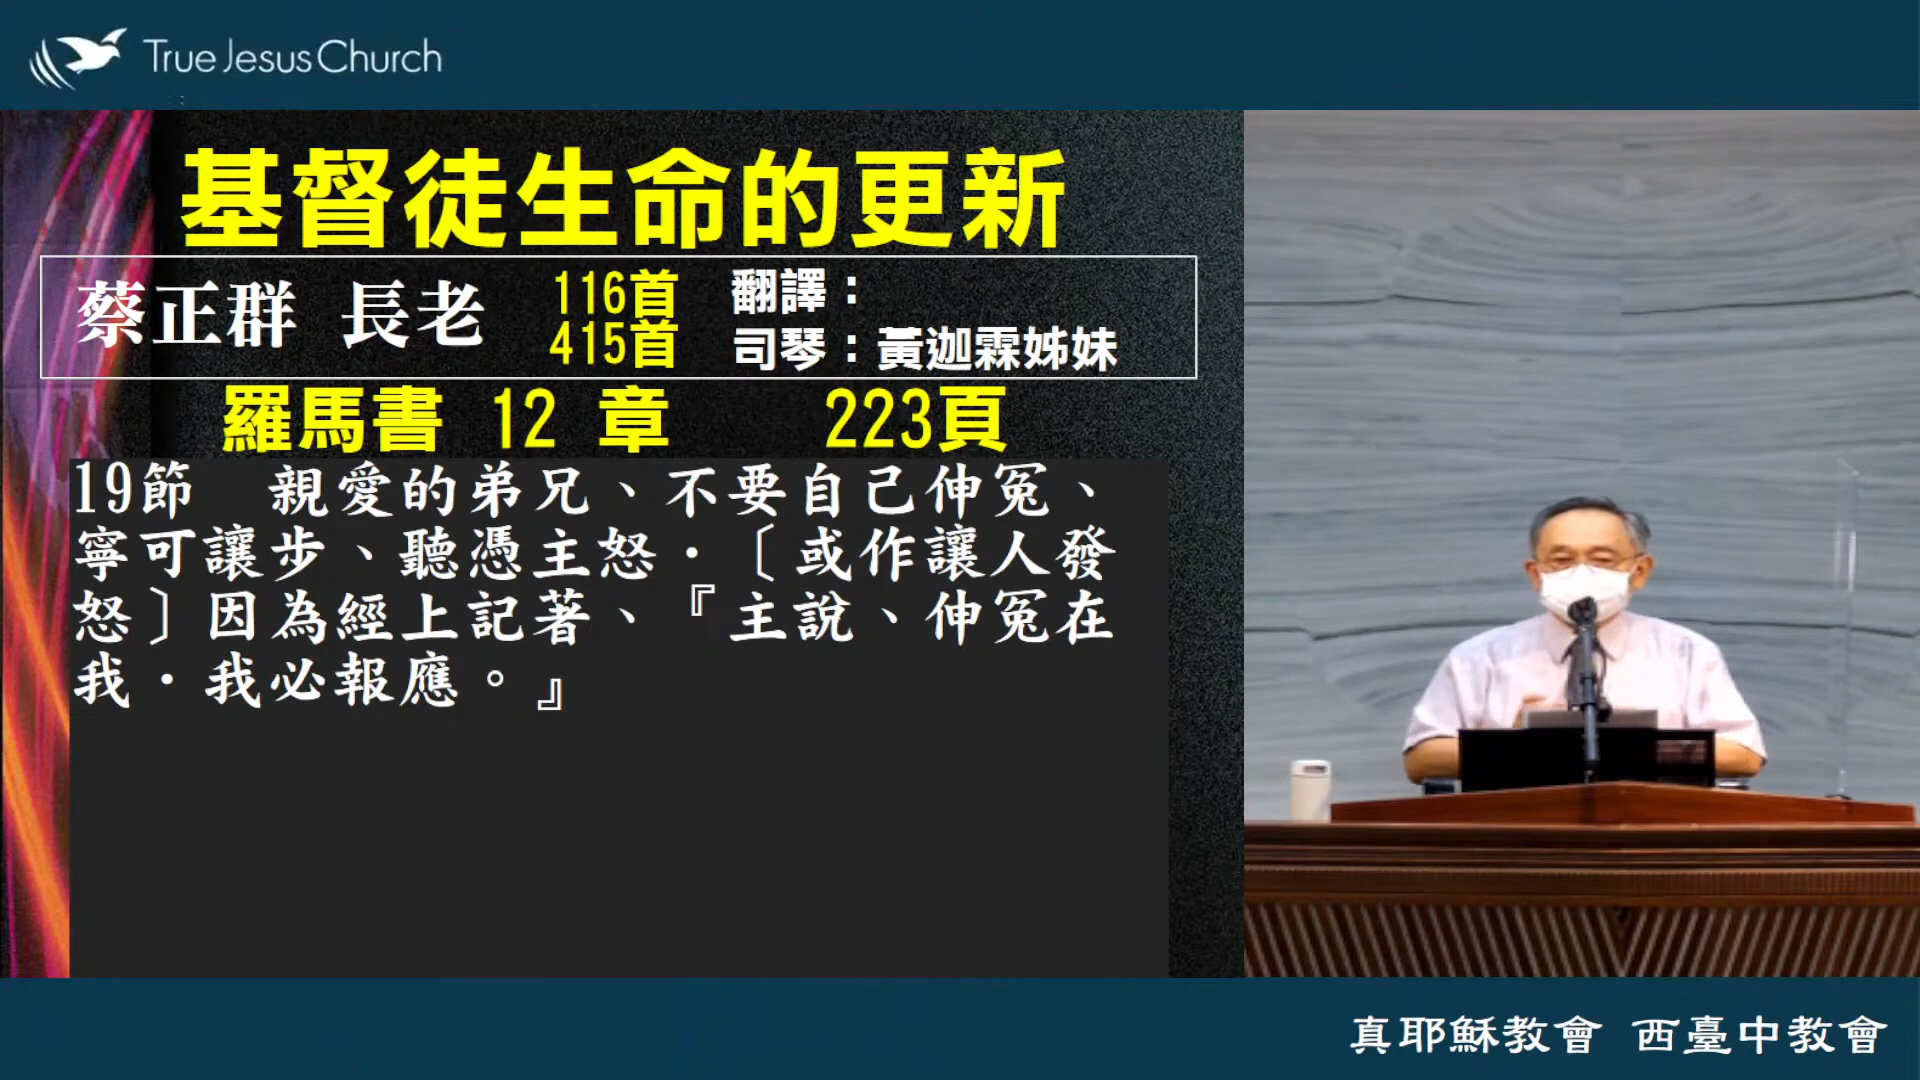 True Jesus Church
基督徒生命的更新
蔡正群 長老
116首
415首
翻譯：
司琴：黃迦霖姊妹
羅馬書 12 章 223頁
19節 親愛的弟兄、不要自己伸冤、
寧可讓步、聽憑主怒．〔或作讓人發
怒〕因為經上記著、『主說、伸冤在
我．我必報應。』
真耶穌教會 西臺中教會